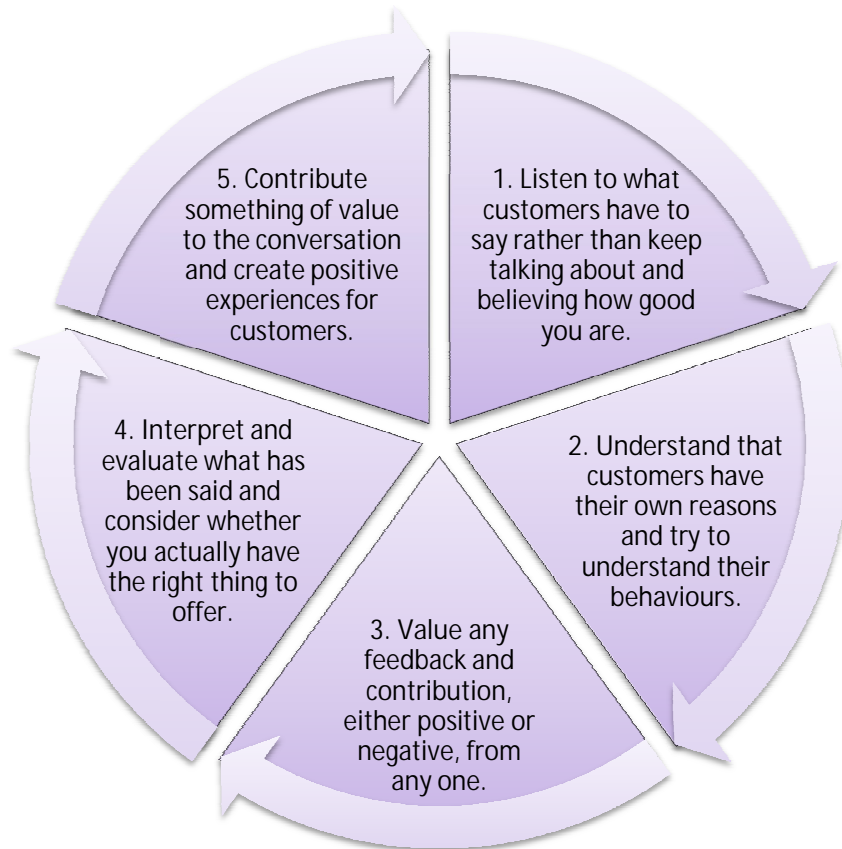 1. Listen to what
customers have to
say rather than keep
talking about and
believing how good
you are.
2. Understand that
customers have
their own reasons
and try to
understand their
behaviours.
3. Value any
feedback and
contribution,
either positive or
negative, from
any one.
4. Interpret and
evaluate what has
been said and
consider whether
you actually have
the right thing to
offer.
5. Contribute
something of value
to the conversation
and create positive
experiences for
customers.